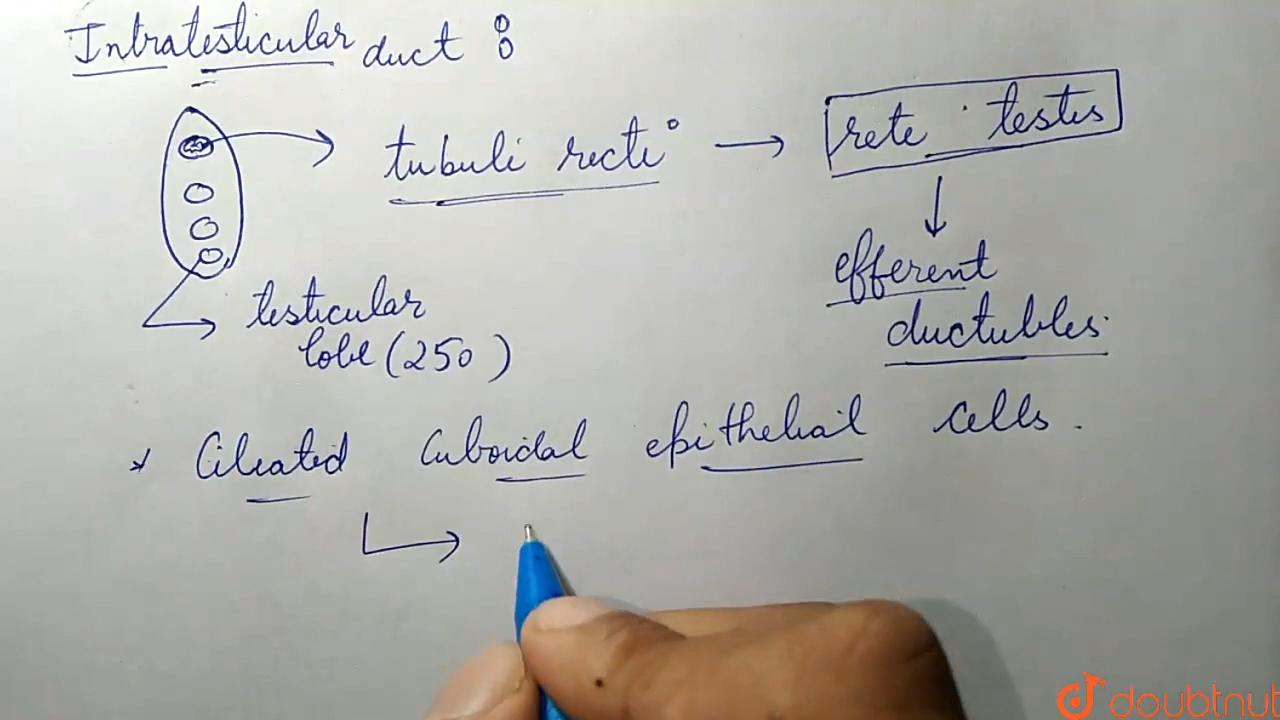 Intratesticular duct :
tubuli recti → rete testes
↓
efferent
ductubles.
testicular
lobe (250)
* Ciliated Cuboidal epithelial cells.
doubtnut